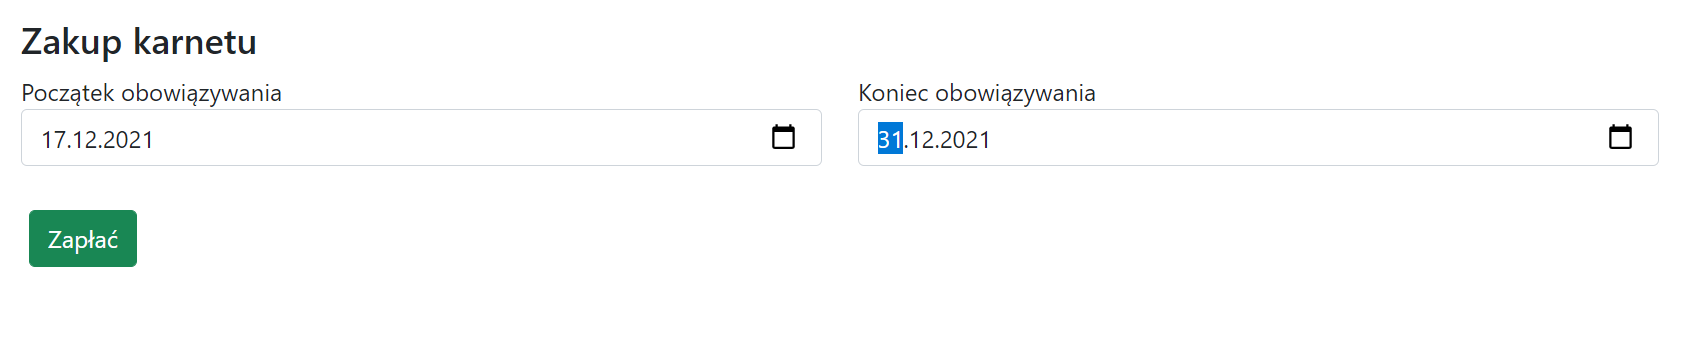 Zakup karnetu
Początek obowiązywania
Koniec obowiązywania
17.12.2021
31.12.2021
Zapłać